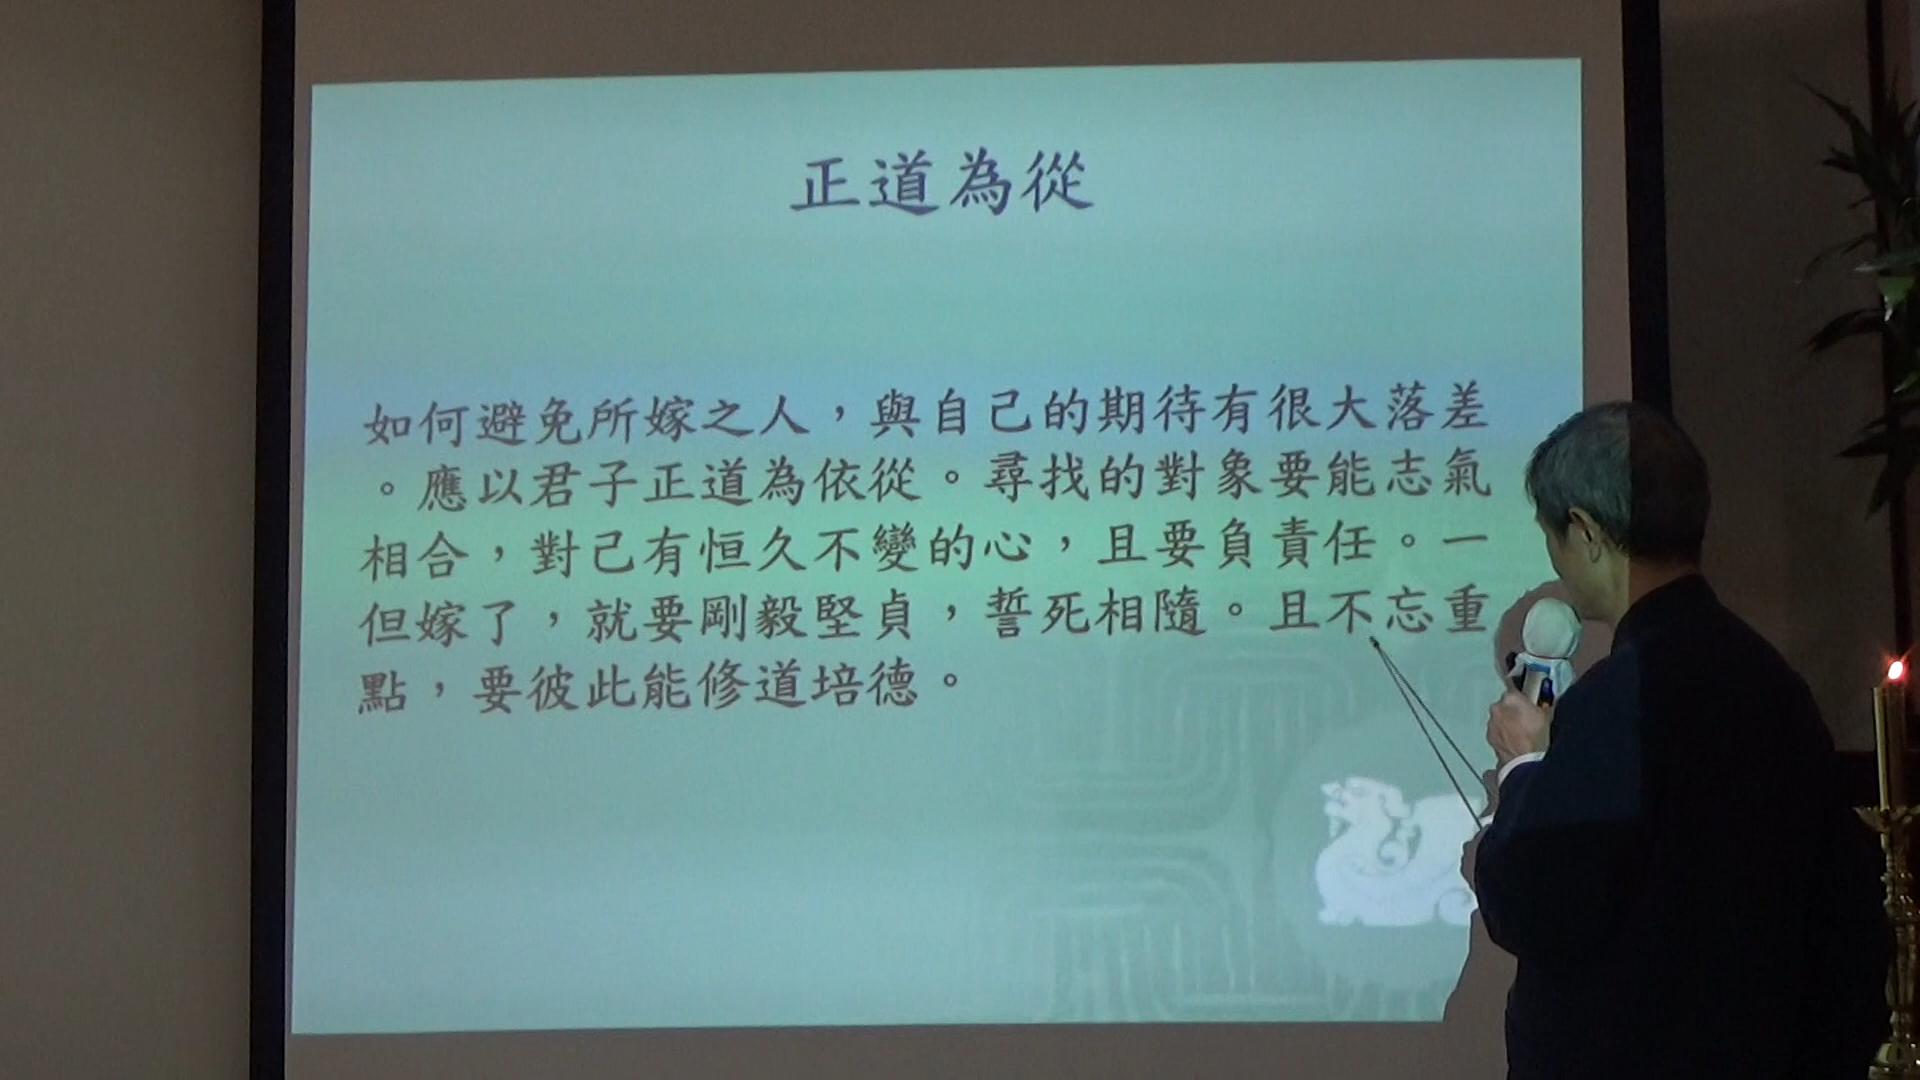 正道為從
如何避免所嫁之人，與自己的期待有很大落差
。應以君子正道為依從。尋找的對象要能志氣
相合，對己有恒久不變的心，且要負責任。一
但嫁了，就要剛毅堅貞，誓死相隨。且不忘重
點，要彼此能修道培德。